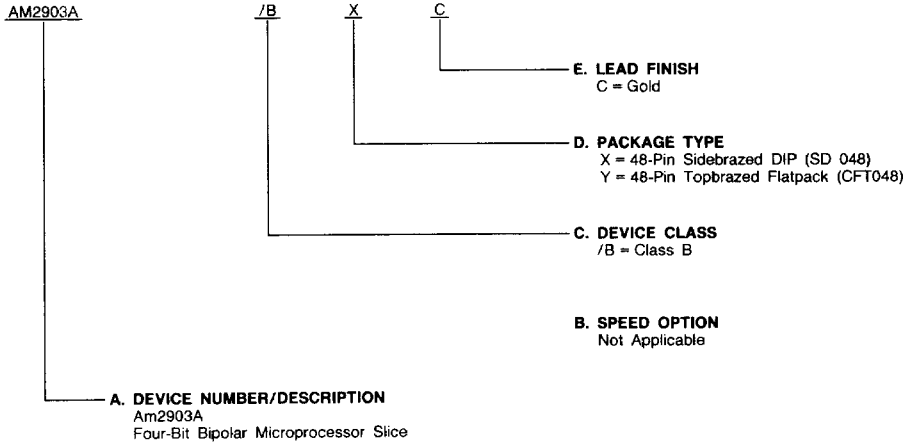 AM2903A /B X C
E. LEAD FINISH
C = Gold
D. PACKAGE TYPE
X = 48-Pin Sidebrazed DIP (SD 048)
Y = 48-Pin Topbrazed Flatpack (CFT048)
C. DEVICE CLASS
/B = Class B
B. SPEED OPTION
Not Applicable
A. DEVICE NUMBER/DESCRIPTION
Am2903A
Four-Bit Bipolar Microprocessor Slice